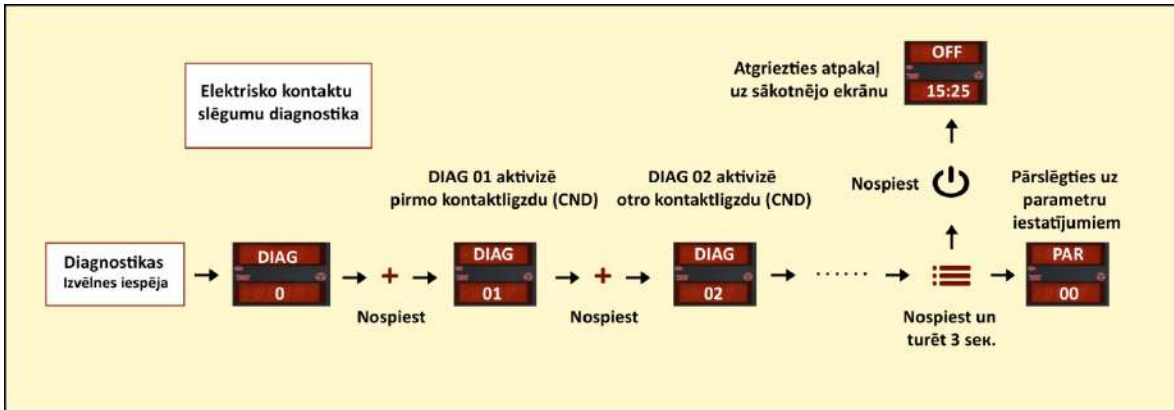 Elektrisko kontaktu
slēgumu diagnostika
Atgriezties atpakaļ
uz sākotnējo ekrānu
OFF
15:25
DIAG 01 aktivizē
pirmo kontaktligzdu (CND)
DIAG 02 aktivizē
otro kontaktligzdu (CND)
Nospiest
Pārslēgties uz
parametru
iestatījumiem
Diagnostikas
Izvēlnes iespēja
DIAG
0
+
Nospiest
DIAG
01
+
Nospiest
DIAG
02
······
Nospiest un
turēt 3 sек.
PAR
00